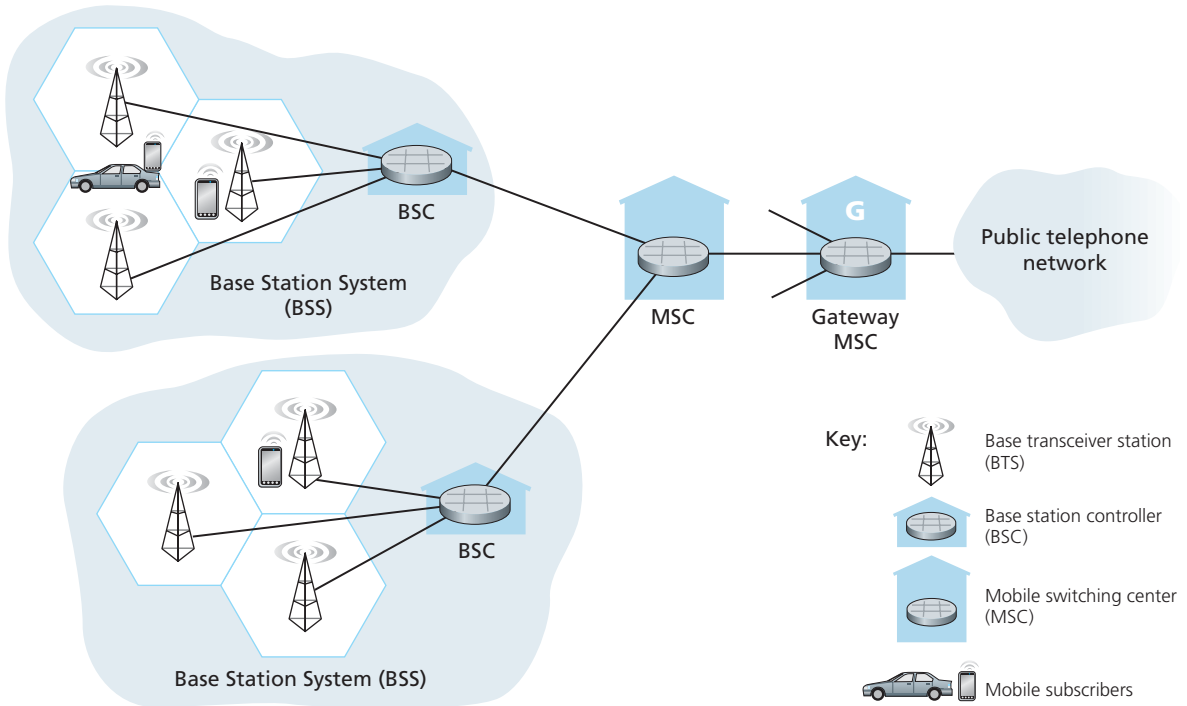 BSC
Base Station System
(BSS)
MSC
G
Gateway
MSC
Public telephone
network
BSC
Base Station System (BSS)
Key:
Base transceiver station
(BTS)
Base station controller
(BSC)
Mobile switching center
(MSC)
Mobile subscribers